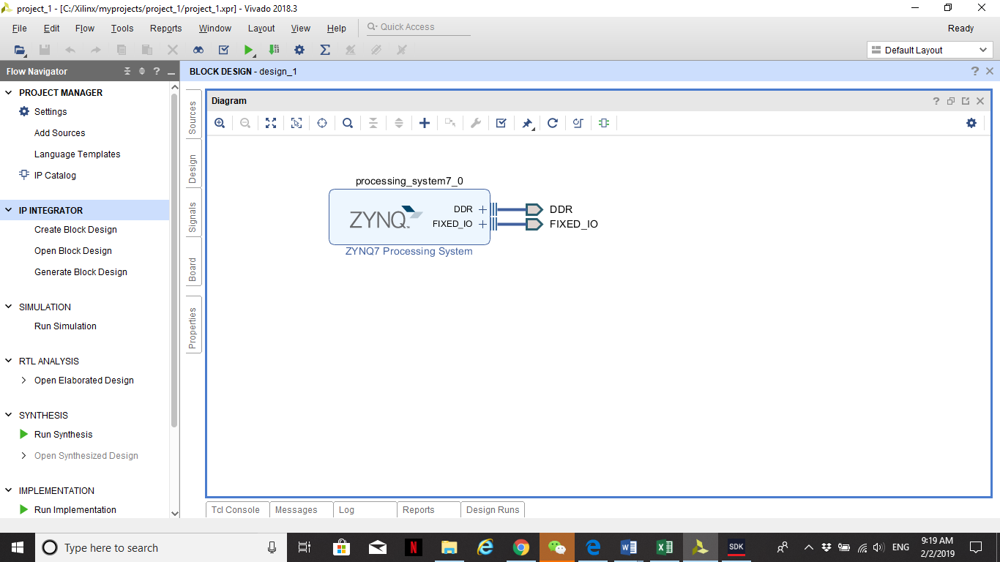 project_1 - [C:/Xilinx/myprojects/project_1/project_1.xpr] - Vivado 2018.3
File Edit Flow Tools Reports Window Layout View Help Quick Access Ready
Default Layout
Flow Navigator
PROJECT MANAGER
Settings
Add Sources
Language Templates
IP Catalog
IP INTEGRATOR
Create Block Design
Open Block Design
Generate Block Design
SIMULATION
Run Simulation
RTL ANALYSIS
Open Elaborated Design
SYNTHESIS
Run Synthesis
Open Synthesized Design
IMPLEMENTATION
Run Implementation
BLOCK DESIGN - design_1
Sources
Design
Signals
Board
Properties
Diagram
processing_system7_0
ZYNQ
DDR
FIXED_IO
DDR
FIXED_IO
ZYNQ7 Processing System
Tcl Console Messages Log Reports Design Runs
Type here to search
N
SDK
ENG
9:19 AM
2/2/2019